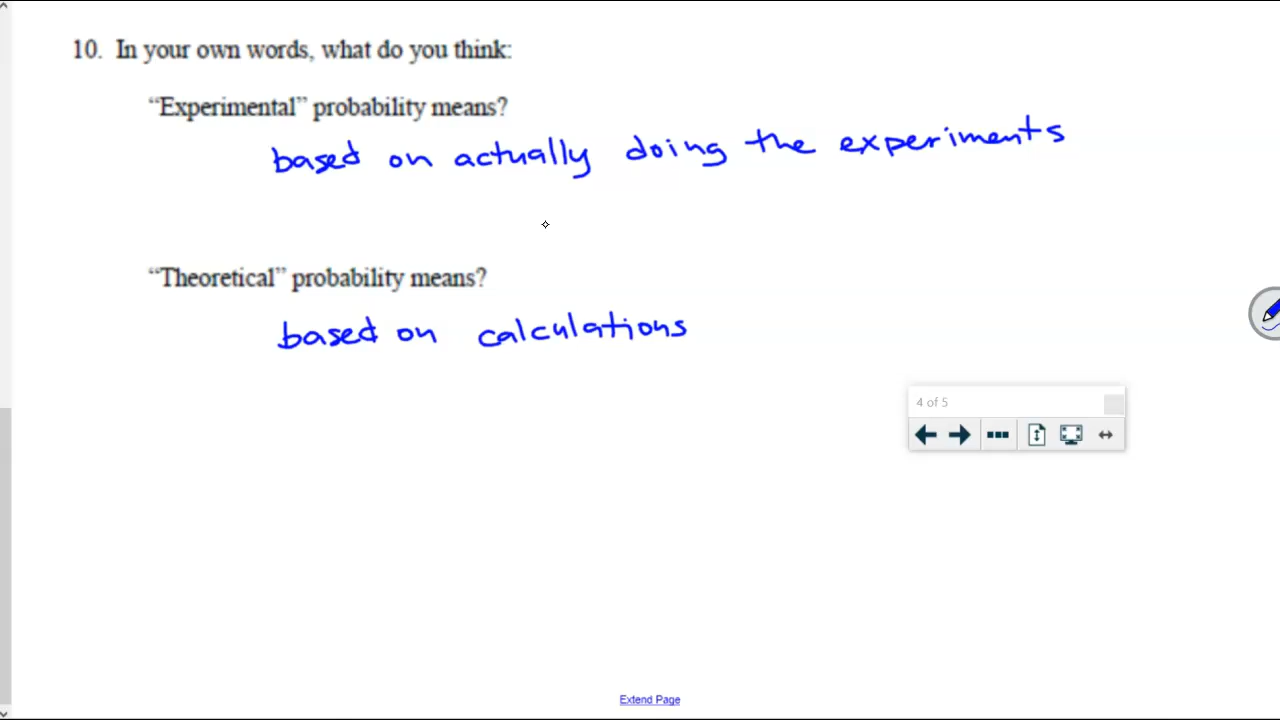 10. In your own words, what do you think:
“Experimental” probability means?
based on actually doing the experiments
“Theoretical” probability means?
based on calculations
4 of 5
Extend Page